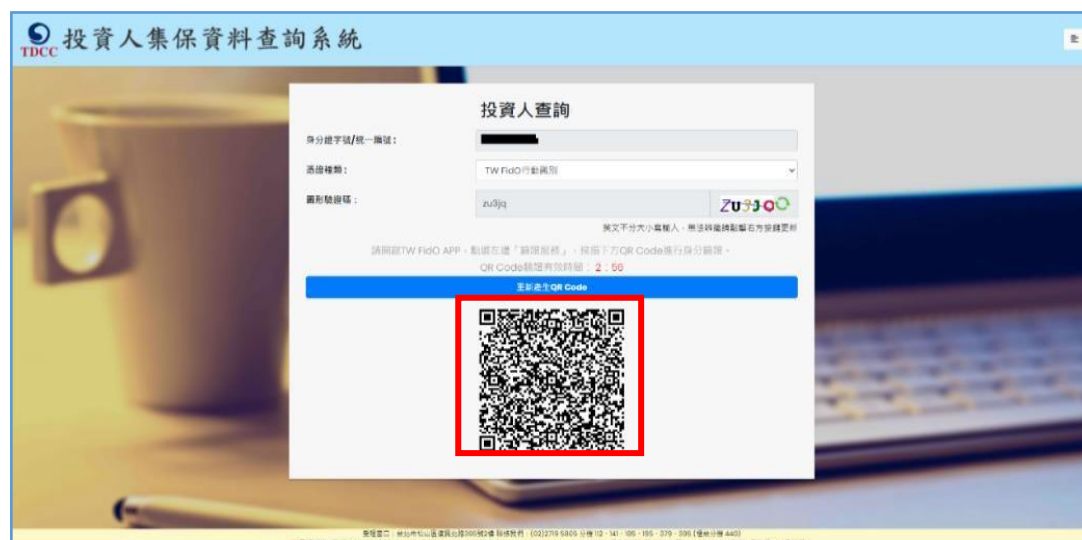 TDCC 投資人集保資料查詢系統
投資人查詢
身分證字號/統一編號：
憑證種類： TW FidO行動識別
圖形驗證碼： zu3jq ZU3JQ
英文不分大小寫輸入，無法辨識請點擊右方按鍵更新
請開啟TW FidO APP，點選左邊「驗證服務」，掃描下方QR Code進行身分驗證。
QR Code驗證有效時間：2：56
重新產生QR Code